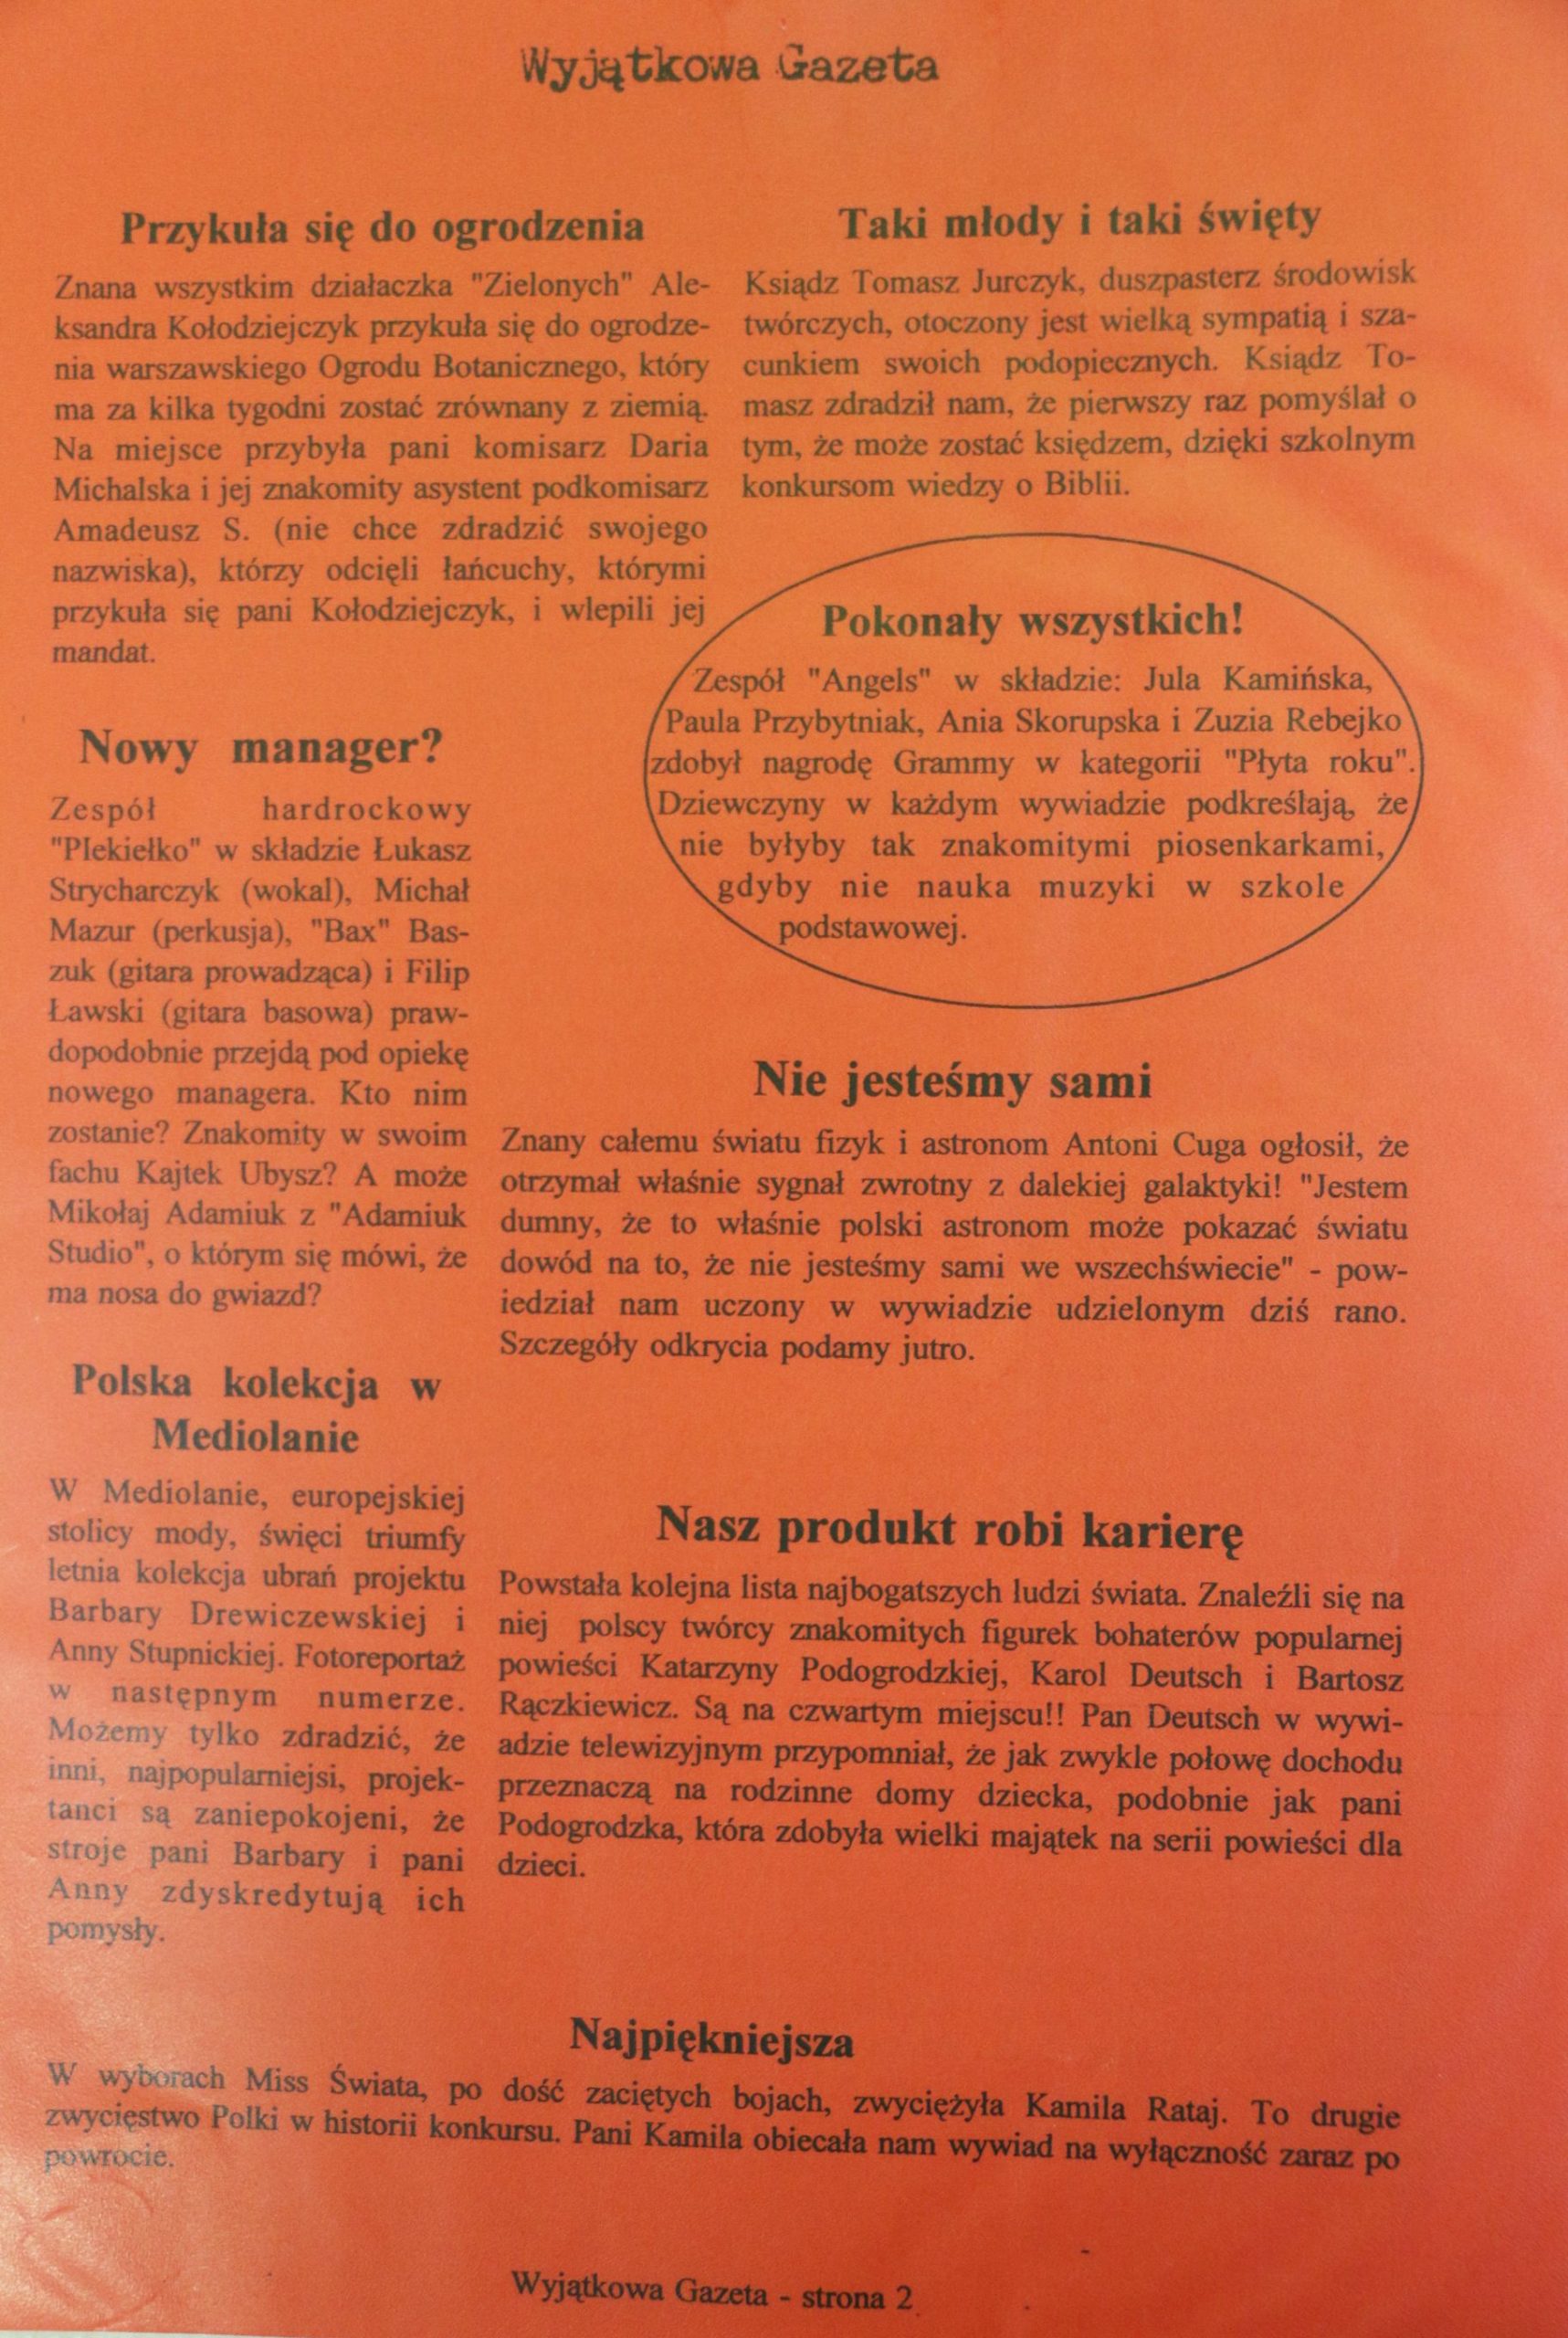 Wyjątkowa Gazeta
Przykuła się do ogrodzenia
Znana wszystkim działaczka "Zielonych" Ale-
ksandra Kołodziejczyk przykuła się do ogrodze-
nia warszawskiego Ogrodu Botanicznego, który
ma za kilka tygodni zostać zrównany z ziemią.
Na miejsce przybyła pani komisarz Daria
Michalska i jej znakomity asystent podkomisarz
Amadeusz S. (nie chce zdradzić swojego
nazwiska), którzy odcięli łańcuchy, którymi
przykuła się pani Kołodziejczyk, i wlepili jej
mandat.
Nowy manager?
Zespół hardrockowy
"PIekiełko" w składzie Łukasz
Strycharczyk (wokal), Michał
Mazur (perkusja), "Bax" Bas-
zuk (gitara prowadząca) i Filip
Ławski (gitara basowa) praw-
dopodobnie przejdą pod opiekę
nowego managera. Kto nim
zostanie? Znakomity w swoim
fachu Kajtek Ubysz? A może
Mikołaj Adamiuk z "Adamiuk
Studio", o którym się mówi, że
ma nosa do gwiazd?
Polska kolekcja w
Mediolanie
W Mediolanie, europejskiej
stolicy mody, święci triumfy
letnia kolekcja ubrań projektu
Barbary Drewiczewskiej i
Anny Stupnickiej. Fotoreportaż
w następnym numerze.
Możemy tylko zdradzić, że
inni, najpopularniejsi, projek-
tanci są zaniepokojeni, że
stroje pani Barbary i pani
Anny zdyskredytują ich
pomysły.
Taki młody i taki święty
Ksiądz Tomasz Jurczyk, duszpasterz środowisk
twórczych, otoczony jest wielką sympatią i sza-
cunkiem swoich podopiecznych. Ksiądz To-
masz zdradził nam, że pierwszy raz pomyślał o
tym, że może zostać księdzem, dzięki szkolnym
konkursom wiedzy o Biblii.
Pokonały wszystkich!
Zespół "Angels" w składzie: Jula Kamińska,
Paula Przybytniak, Ania Skorupska i Zuzia Rebejko
zdobył nagrodę Grammy w kategorii "Płyta roku".
Dziewczyny w każdym wywiadzie podkreślają, że
nie byłyby tak znakomitymi piosenkarkami,
gdyby nie nauka muzyki w szkole
podstawowej.
Nie jesteśmy sami
Znany całemu światu fizyk i astronom Antoni Cuga ogłosił, że
otrzymał właśnie sygnał zwrotny z dalekiej galaktyki! "Jestem
dumny, że to właśnie polski astronom może pokazać światu
dowód na to, że nie jesteśmy sami we wszechświecie" - pow-
iedział nam uczony w wywiadzie udzielonym dziś rano.
Szczegóły odkrycia podamy jutro.
Nasz produkt robi karierę
Powstała kolejna lista najbogatszych ludzi świata. Znaleźli się na
niej polscy twórcy znakomitych figurek bohaterów popularnej
powieści Katarzyny Podogrodzkiej, Karol Deutsch i Bartosz
Rączkiewicz. Są na czwartym miejscu!! Pan Deutsch w wywi-
adzie telewizyjnym przypomniał, że jak zwykle połowę dochodu
przeznaczą na rodzinne domy dziecka, podobnie jak pani
Podogrodzka, która zdobyła wielki majątek na serii powieści dla
dzieci.
Najpiękniejsza
W wyborach Miss Świata, po dość zaciętych bojach, zwyciężyła Kamila Rataj. To drugie
zwycięstwo Polki w historii konkursu. Pani Kamila obiecała nam wywiad na wyłączność zaraz po
powrocie.
Wyjątkowa Gazeta - strona 2